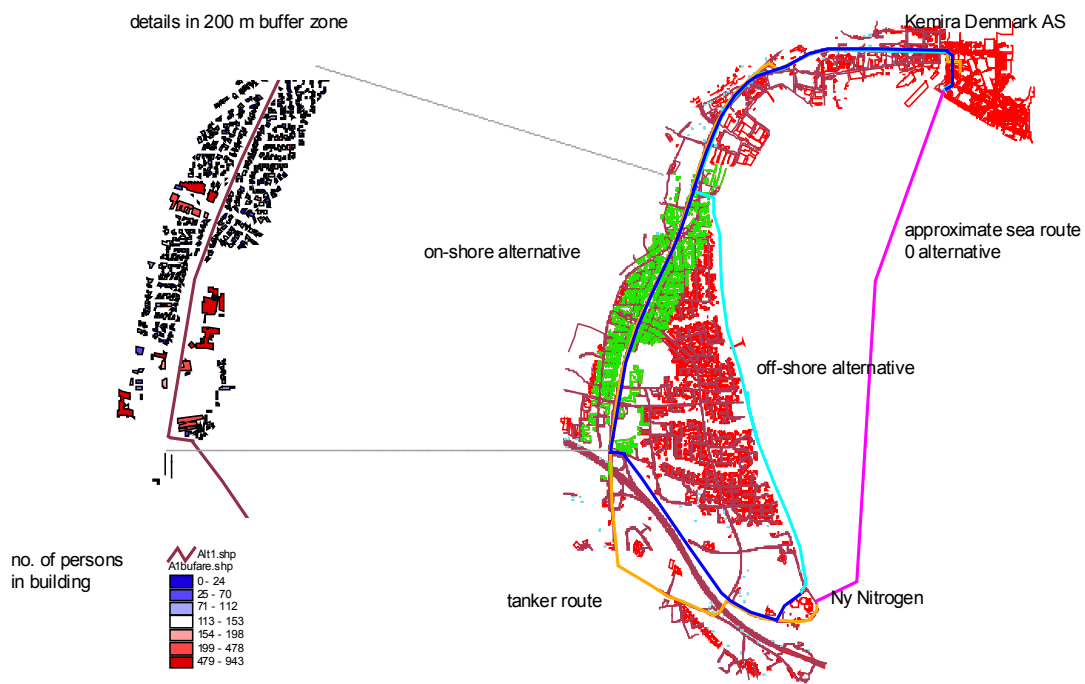 details in 200 m buffer zone
Kemira Denmark AS
on-shore alternative
approximate sea route
0 alternative
off-shore alternative
tanker route
Ny Nitrogen
no. of persons
in building
Alt1.shp
A1bufare.shp
0 - 24
25 - 70
71 - 112
113 - 153
154 - 198
199 - 478
479 - 943